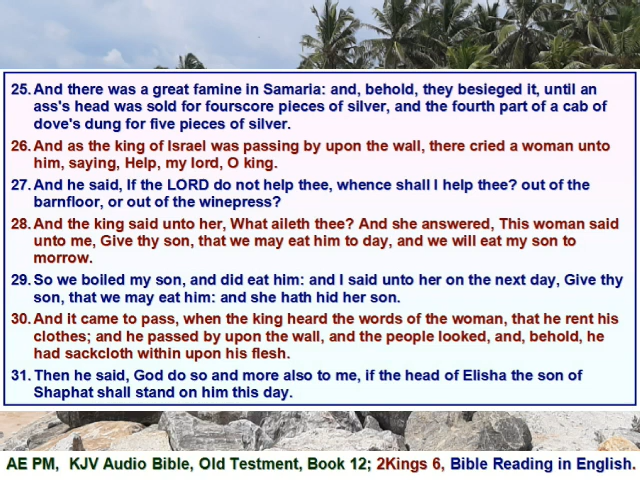 25. And there was a great famine in Samaria: and, behold, they besieged it, until an
ass's head was sold for fourscore pieces of silver, and the fourth part of a cab of
dove's dung for five pieces of silver.
26. And as the king of Israel was passing by upon the wall, there cried a woman unto
him, saying, Help, my lord, O king.
27. And he said, If the LORD do not help thee, whence shall I help thee? out of the
barnfloor, or out of the winepress?
28. And the king said unto her, What aileth thee? And she answered, This woman said
unto me, Give thy son, that we may eat him to day, and we will eat my son to
morrow.
29. So we boiled my son, and did eat him: and I said unto her on the next day, Give thy
son, that we may eat him: and she hath hid her son.
30. And it came to pass, when the king heard the words of the woman, that he rent his
clothes; and he passed by upon the wall, and the people looked, and, behold, he
had sackcloth within upon his flesh.
31. Then he said, God do so and more also to me, if the head of Elisha the son of
Shaphat shall stand on him this day.
AE PM, KJV Audio Bible, Old Testment, Book 12; 2Kings 6, Bible Reading in English.